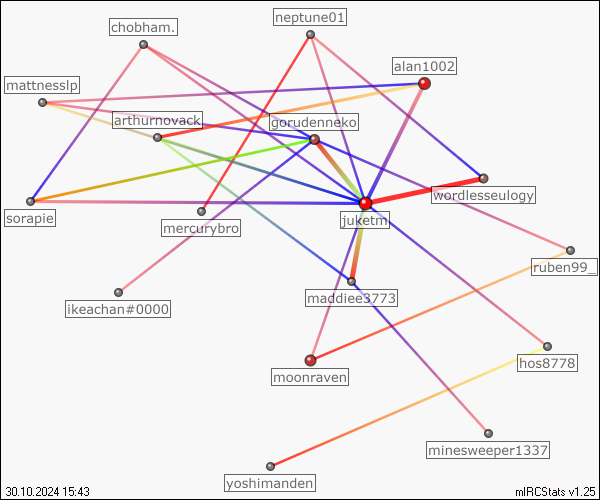 neptune01
chobham.
alan1002
mattnesslp
arthurnovack
gorudenneko
wordlesseulogy
sorapie
mercurybro
juketm
ruben99_
ikeachan#0000
maddiee3773
hos8778
moonraven
minesweeper1337
yoshimanden
30.10.2024 15:43
mIRCStats v1.25